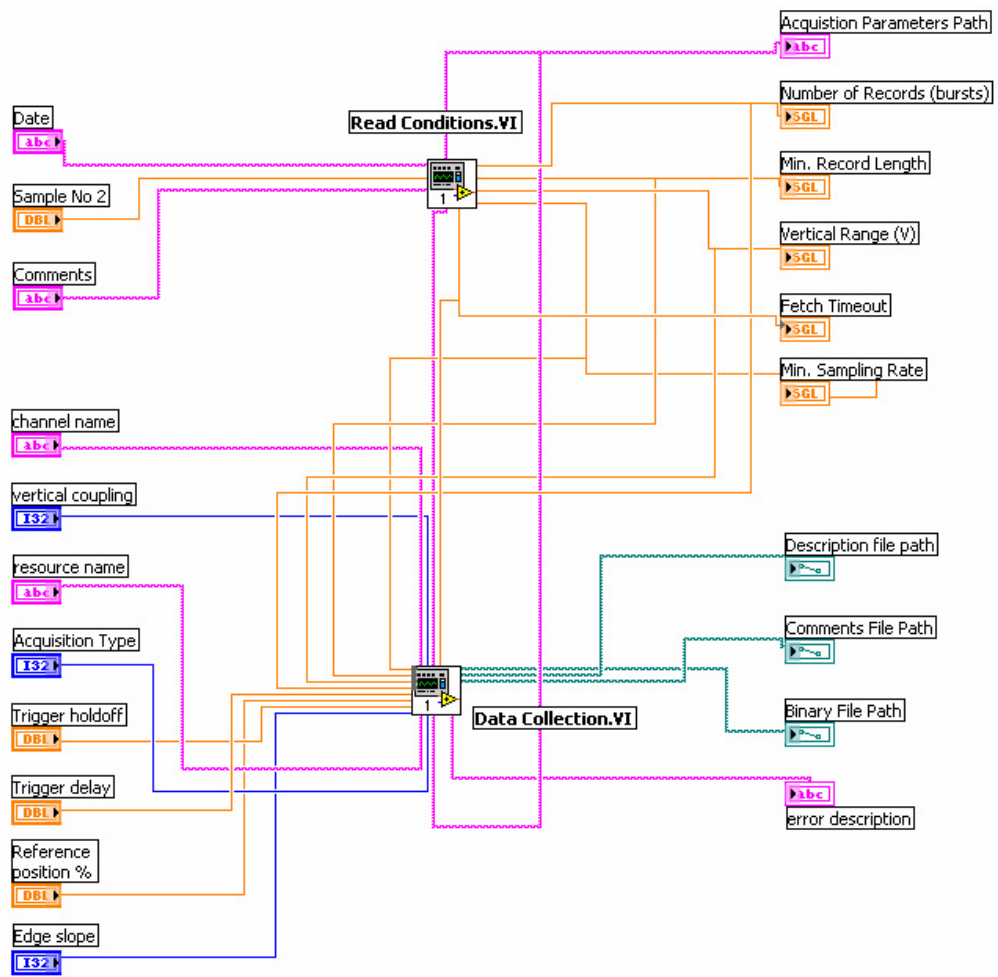 Acquistion Parameters Path
abc
Number of Records (bursts)
SGL
Date
abc
Read Conditions.VI
1
Min. Record Length
SGL
Sample No 2
DBL
Vertical Range (V)
SGL
Comments
abc
Fetch Timeout
SGL
Min. Sampling Rate
SGL
channel name
abc
vertical coupling
I32
resource name
abc
Description file path
Acquisition Type
I32
Comments File Path
Data Collection.VI
1
Trigger holdoff
DBL
Binary File Path
Trigger delay
DBL
abc
error description
Reference
position %
DBL
Edge slope
I32